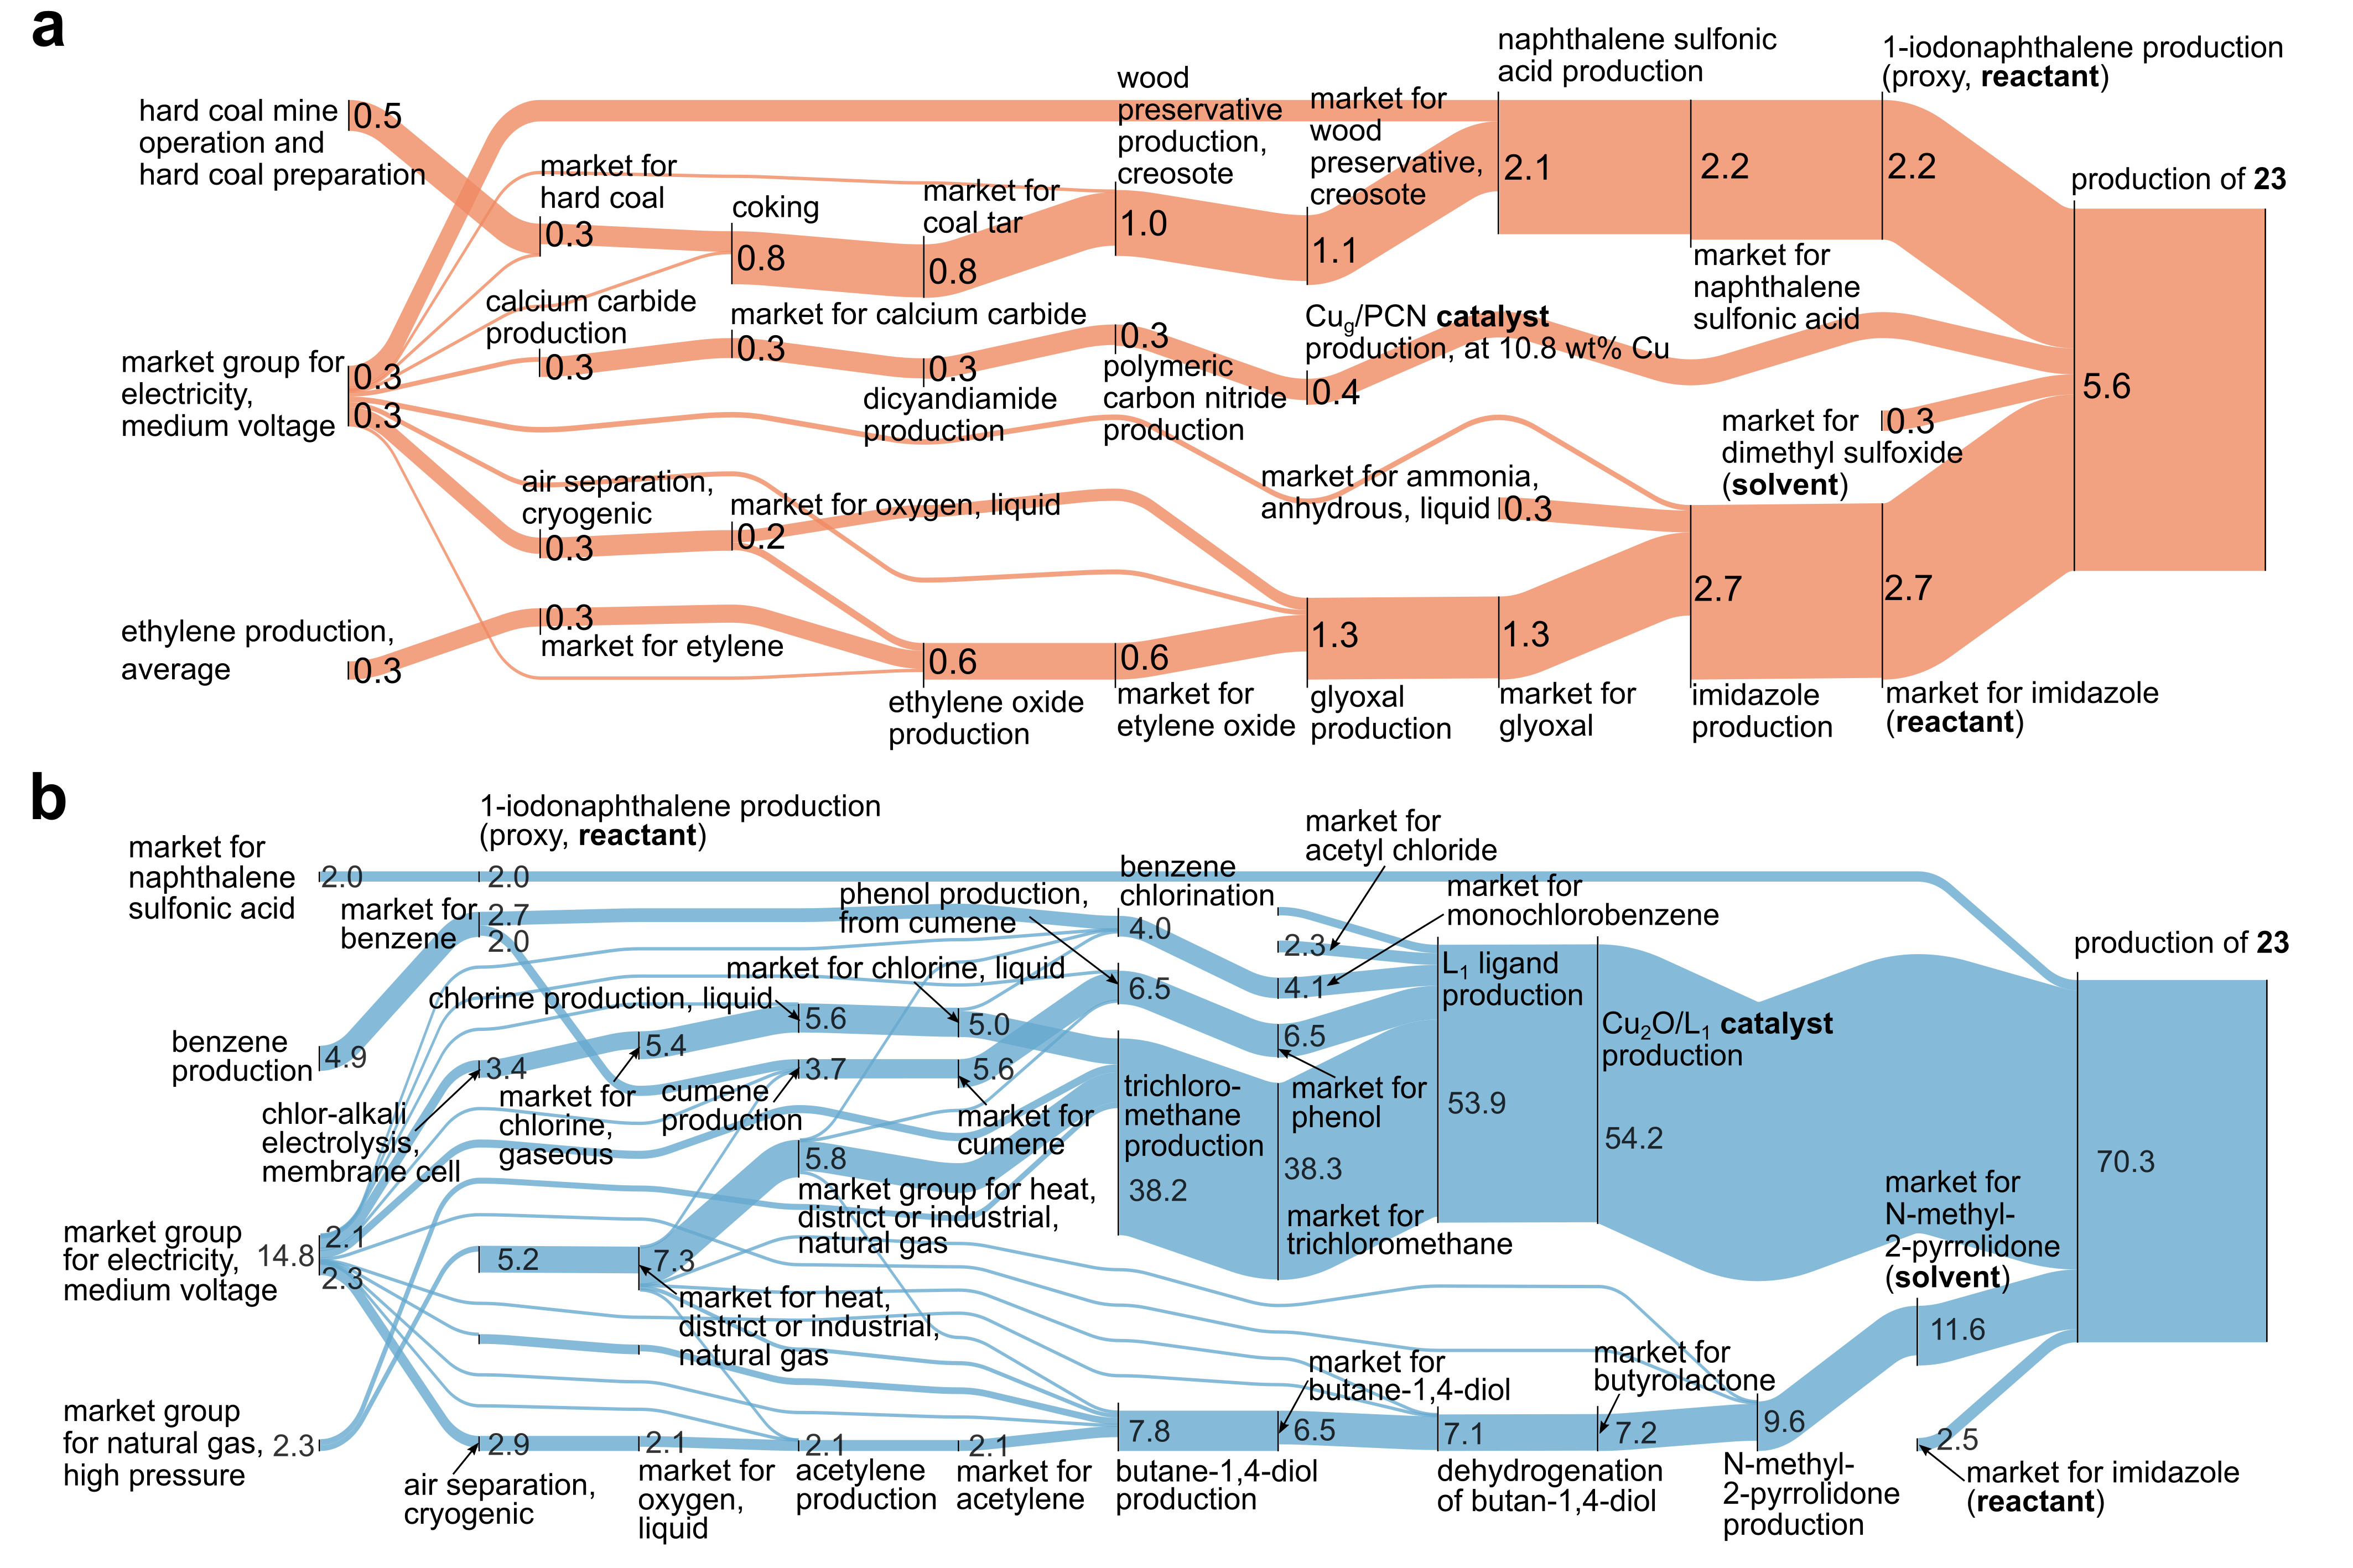 a
hard coal mine
operation and
hard coal preparation
0.5
market group for
electricity,
medium voltage
0.3
0.3
ethylene production,
average
0.3
market for
hard coal
0.3
calcium carbide
production
0.3
air separation,
cryogenic
0.3
0.3
market for etylene
coking
0.8
market for calcium carbide
0.3
market for oxygen, liquid
0.2
market for
coal tar
0.8
0.3
dicyandiamide
production
0.6
ethylene oxide
production
wood
preservative
production,
creosote
1.0
0.3
polymeric
carbon nitride
production
0.6
market for
etylene oxide
market for
wood
preservative,
creosote
1.1
Cug/PCN catalyst
production, at 10.8 wt% Cu
0.4
1.3
glyoxal
production
naphthalene sulfonic
acid production
2.1
market for ammonia,
anhydrous, liquid
0.3
1.3
market for
glyoxal
2.2
market for
naphthalene
sulfonic acid
2.7
imidazole
production
1-iodonaphthalene production
(proxy, reactant)
2.2
market for
dimethyl sulfoxide
(solvent)
0.3
2.7
market for imidazole
(reactant)
production of 23
5.6
b
market for
naphthalene
sulfonic acid
2.0
benzene
production
4.9
market group
for electricity,
medium voltage
14.8
2.1
2.3
market group
for natural gas,
high pressure
2.3
1-iodonaphthalene production
(proxy, reactant)
2.0
market for
benzene
2.7
2.0
chlor-alkali
electrolysis,
membrane cell
3.4
5.2
air separation,
cryogenic
2.9
market for
chlorine,
gaseous
5.4
7.3
market for heat,
district or industrial,
natural gas
2.1
market for
oxygen,
liquid
chlorine production, liquid
5.6
cumene
production
3.7
5.8
market group for heat,
district or industrial,
natural gas
2.1
acetylene
production
market for chlorine, liquid
5.0
5.6
market for
cumene
2.1
market for
acetylene
benzene
chlorination
4.0
phenol production,
from cumene
6.5
trichloro-
methane
production
38.2
7.8
butane-1,4-diol
production
market for
acetyl chloride
2.3
market for
monochlorobenzene
4.1
6.5
market for
phenol
38.3
market for
trichloromethane
market for
butane-1,4-diol
6.5
L1 ligand
production
53.9
7.1
dehydrogenation
of butan-1,4-diol
Cu2O/L1 catalyst
production
54.2
market for
butyrolactone
7.2
9.6
N-methyl-
2-pyrrolidone
production
market for
N-methyl-
2-pyrrolidone
(solvent)
11.6
2.5
market for imidazole
(reactant)
production of 23
70.3